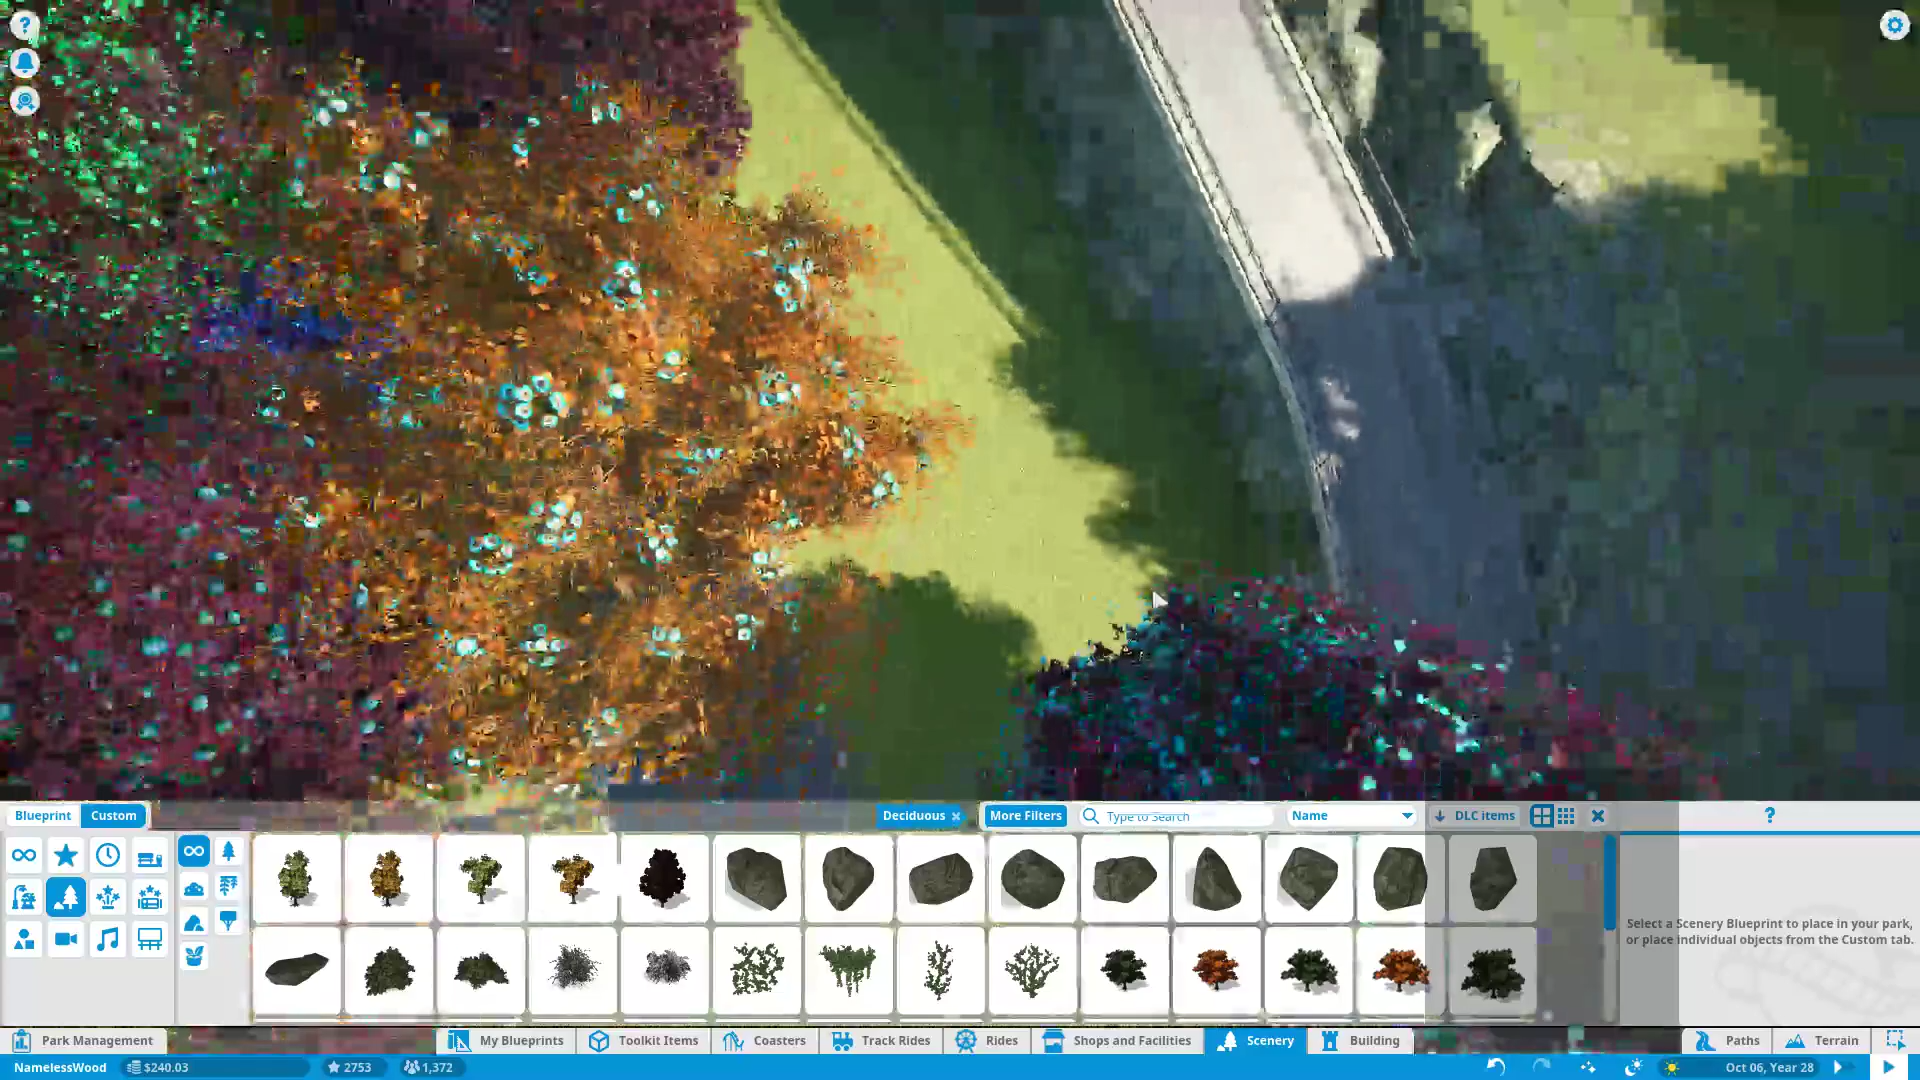 Blueprint Custom Deciduous More Filters Type to Search Name DLC items ?
Select a Scenery Blueprint to place in your park,
or place individual objects from the Custom tab.
Park Management My Blueprints Toolkit Items Coasters Track Rides Rides Shops and Facilities Scenery Building Paths Terrain
NamelessWood $240.03 2753 1,372 Oct 06, Year 28